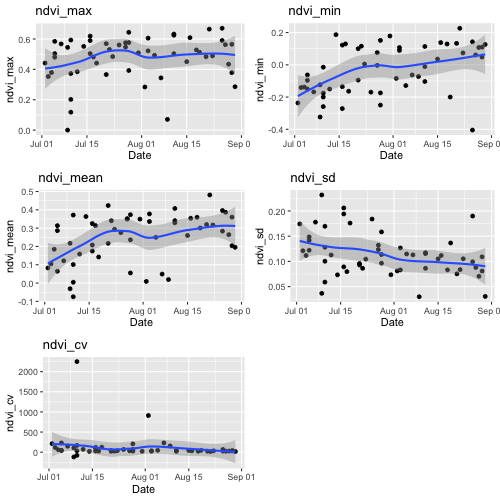 ndvi_max
ndvi_max
0.6
0.4
0.2
0.0
Jul 01
Jul 15
Aug 01
Aug 15
Sep 0
Date
ndvi_min
ndvi_min
0.2
0.0
-0.2
-0.4
Jul 01
Jul 15
Aug 01
Aug 15
Sep 0
Date
ndvi_mean
ndvi_mean
0.5
0.4
0.3
0.2
0.1
0.0
-0.1
Jul 01
Jul 15
Aug 01
Aug 15
Sep 0
Date
ndvi_sd
ndvi_sd
0.20
0.15
0.10
0.05
Jul 01
Jul 15
Aug 01
Aug 15
Sep 0
Date
ndvi_cv
ndvi_cv
2000
1500
1000
500
0
Jul 01
Jul 15
Aug 01
Aug 15
Sep 01
Date